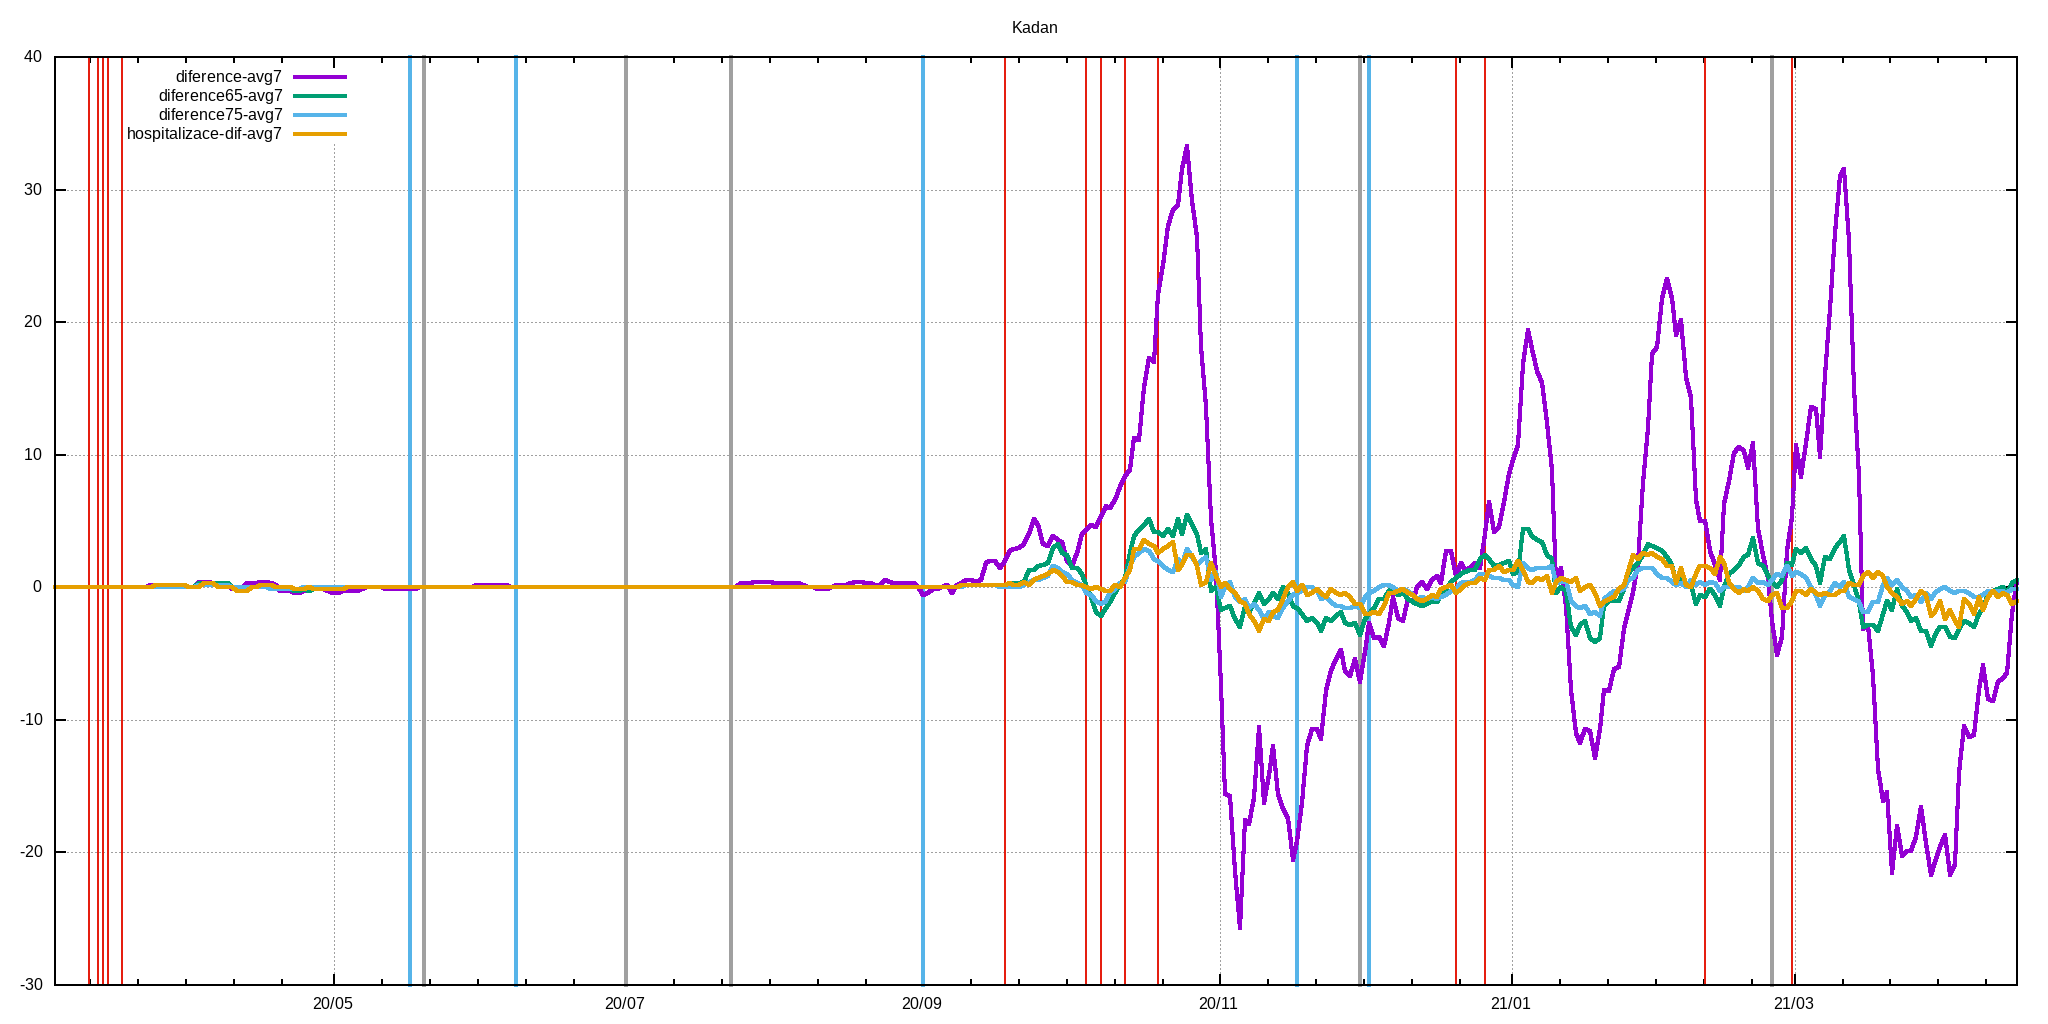 Kadan
40
diference-avg7
diference65-avg7
diference75-avg7
hospitalizace-dif-avg7
30
20
10
0
-10
-20
-30
20/05 20/07 20/09 20/11 21/01 21/03